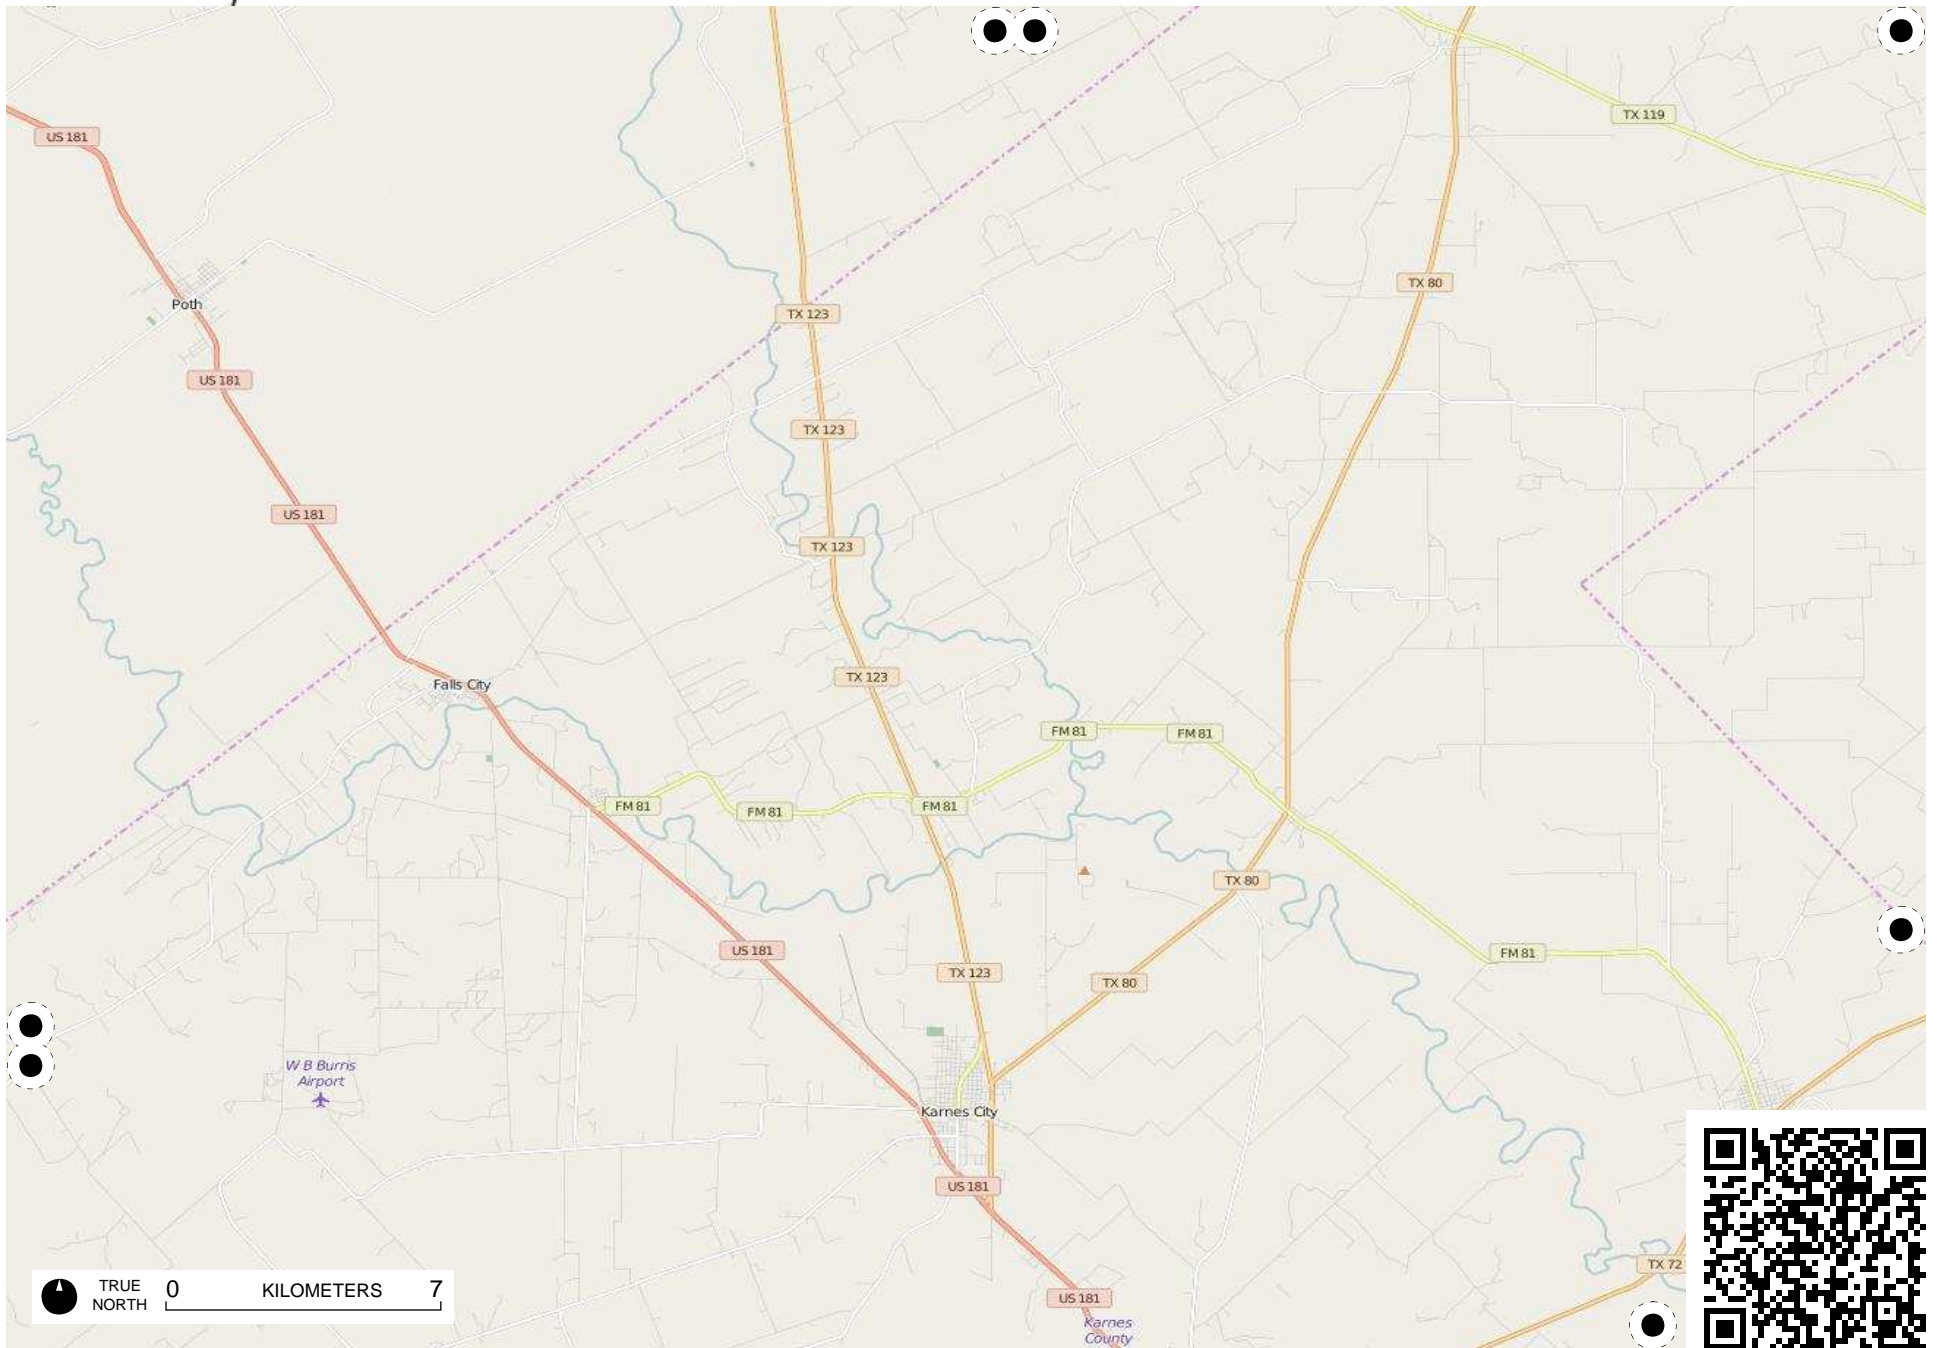 TX 119
US 181
TX 80
Poth
TX 123
US 181
TX 123
US 181
TX 123
TX 123
Falls City
FM 81
FM 81
FM 81
FM 81
FM 81
TX 80
US 181
FM 81
TX 123
TX 80
W B Burris
Airport
Karnes City
US 181
TX 72
TRUE
NORTH
0
KILOMETERS
7
US 181
Karnes
County